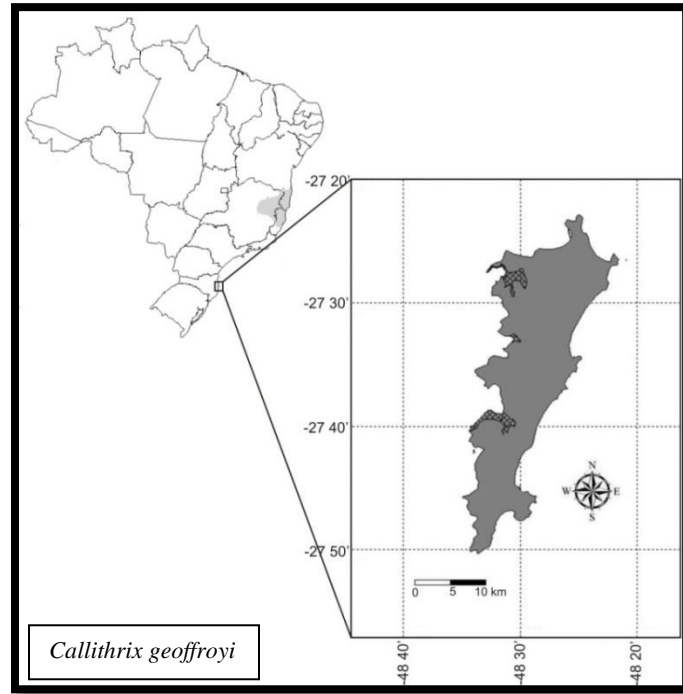 -27 20'
-27 30'
-27 40'
-27 50'
N
W E
S
0 5 10 km
Callithrix geoffroyi
-48 40'
-48 30'
-48 20'